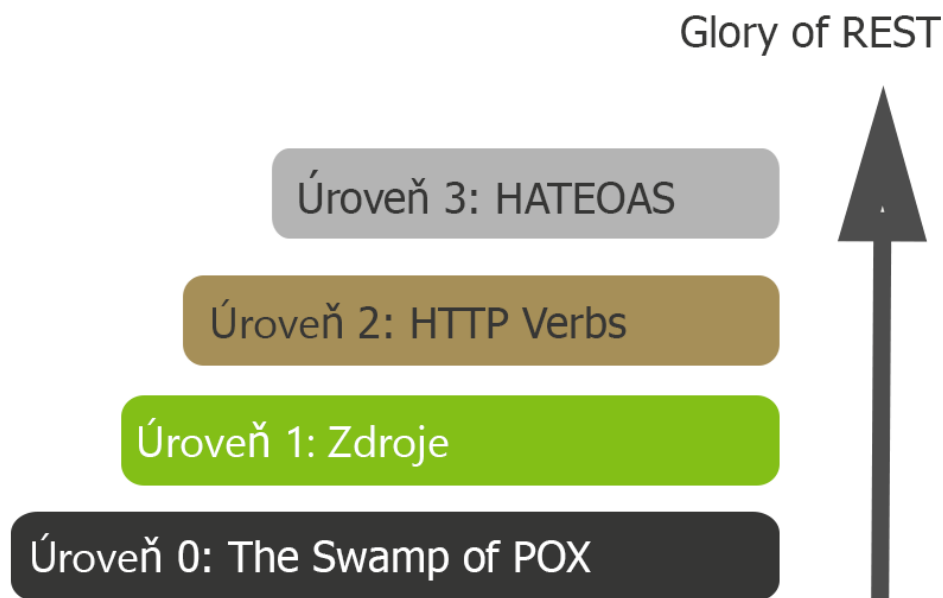 Glory of REST
Úroveň 3: HATEOAS
Úroveň 2: HTTP Verbs
Úroveň 1: Zdroje
Úroveň 0: The Swamp of POX